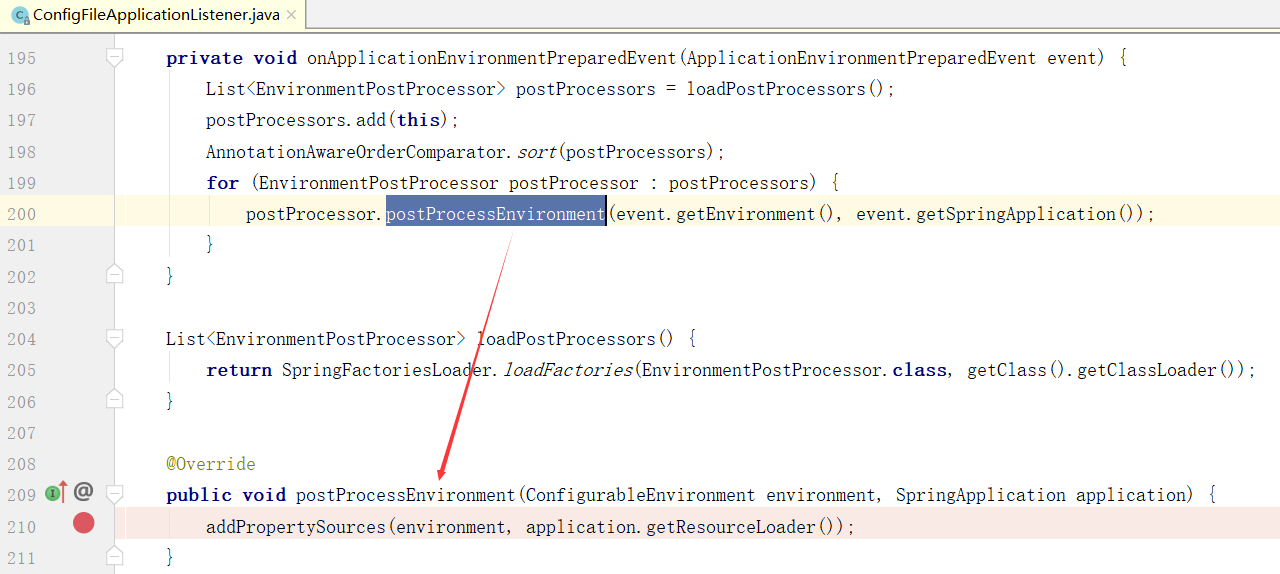 ConfigFileApplicationListener.java
195 private void onApplicationEnvironmentPreparedEvent(ApplicationEnvironmentPreparedEvent event) {
196 List<EnvironmentPostProcessor> postProcessors = loadPostProcessors();
197 postProcessors.add(this);
198 AnnotationAwareOrderComparator.sort(postProcessors);
199 for (EnvironmentPostProcessor postProcessor : postProcessors) {
200 postProcessor.postProcessEnvironment(event.getEnvironment(), event.getSpringApplication());
201 }
202 }
203
204 List<EnvironmentPostProcessor> loadPostProcessors() {
205 return SpringFactoriesLoader.loadFactories(EnvironmentPostProcessor.class, getClass().getClassLoader());
206 }
207
208 @Override
209 public void postProcessEnvironment(ConfigurableEnvironment environment, SpringApplication application) {
210 addPropertySources(environment, application.getResourceLoader());
211 }